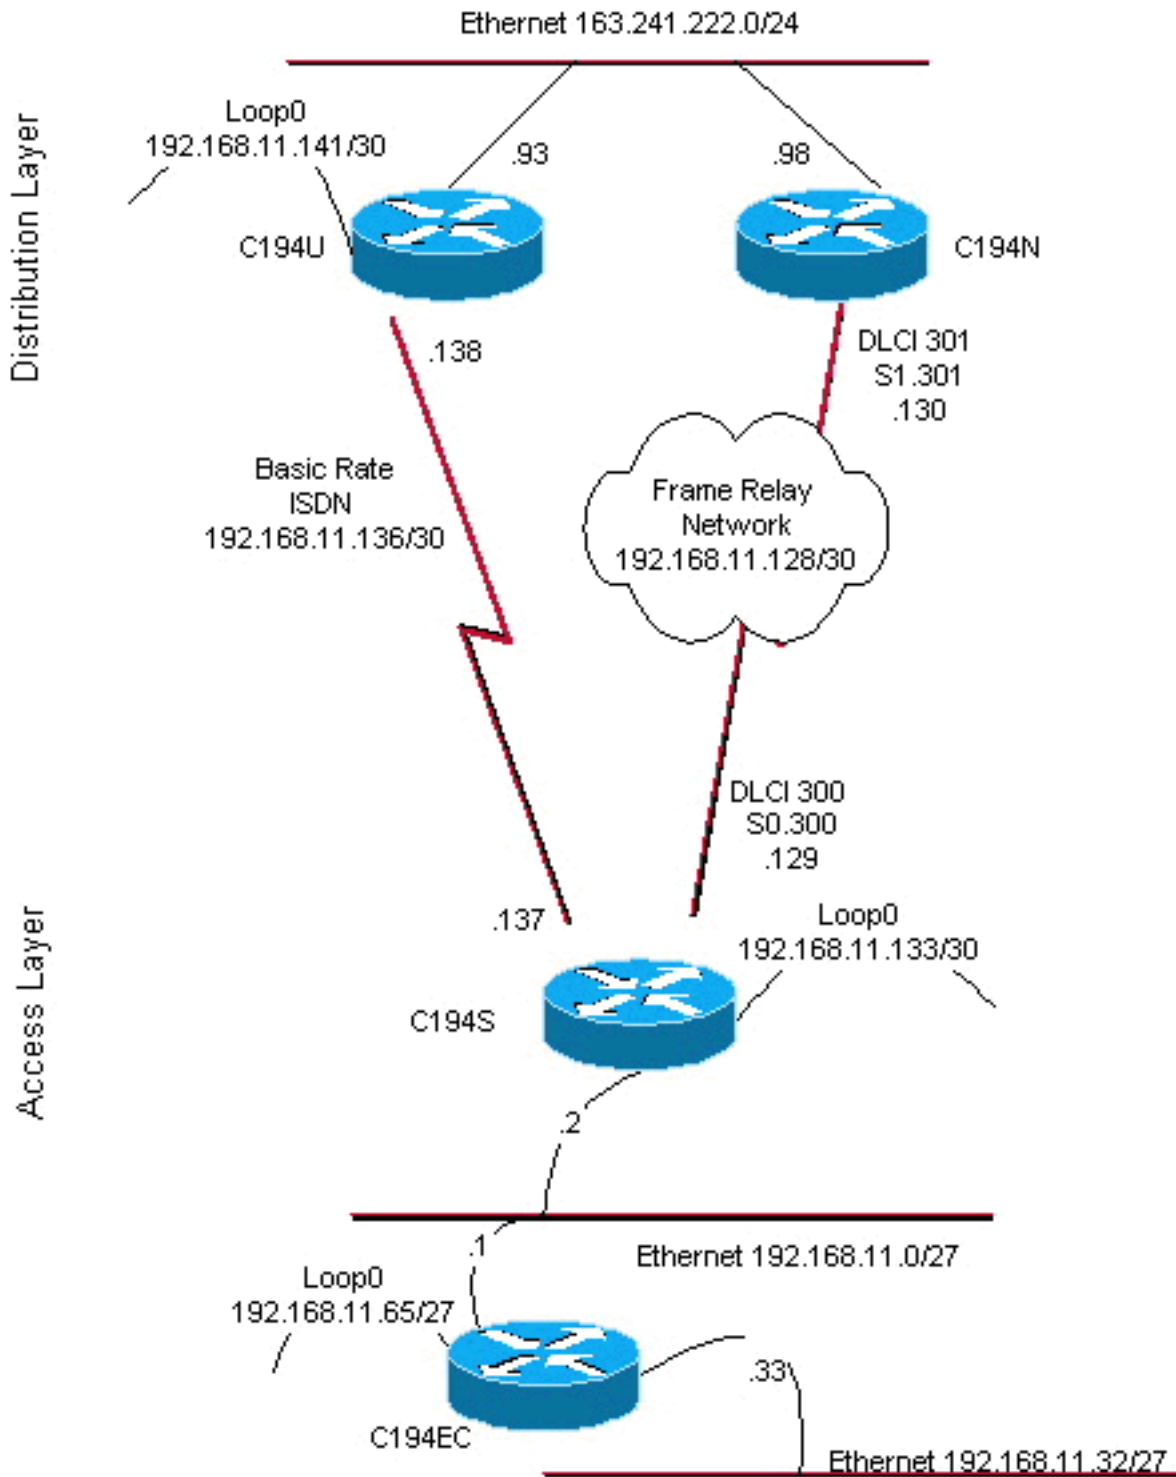 Ethernet 163.241.222.0/24
Distribution Layer
Loop0
192.168.11.141/30
.93
.98
C194U
C194N
.138
DLCI 301
S1.301
.130
Basic Rate
ISDN
192.168.11.136/30
Frame Relay
Network
192.168.11.128/30
DLCI 300
S0.300
.129
Access Layer
.137
Loop0
192.168.11.133/30
C194S
.2
.1
Ethernet 192.168.11.0/27
Loop0
192.168.11.65/27
.33
C194EC
Ethernet 192.168.11.32/27